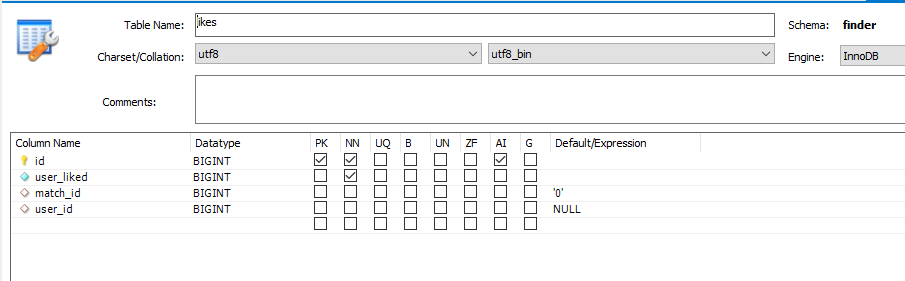 Table Name: likes Schema: finder
Charset/Collation: utf8 utf8_bin Engine: InnoDB
Comments:
Column Name Datatype PK NN UQ B UN ZF AI G Default/Expression
id BIGINT
user_liked BIGINT
match_id BIGINT '0'
user_id BIGINT NULL